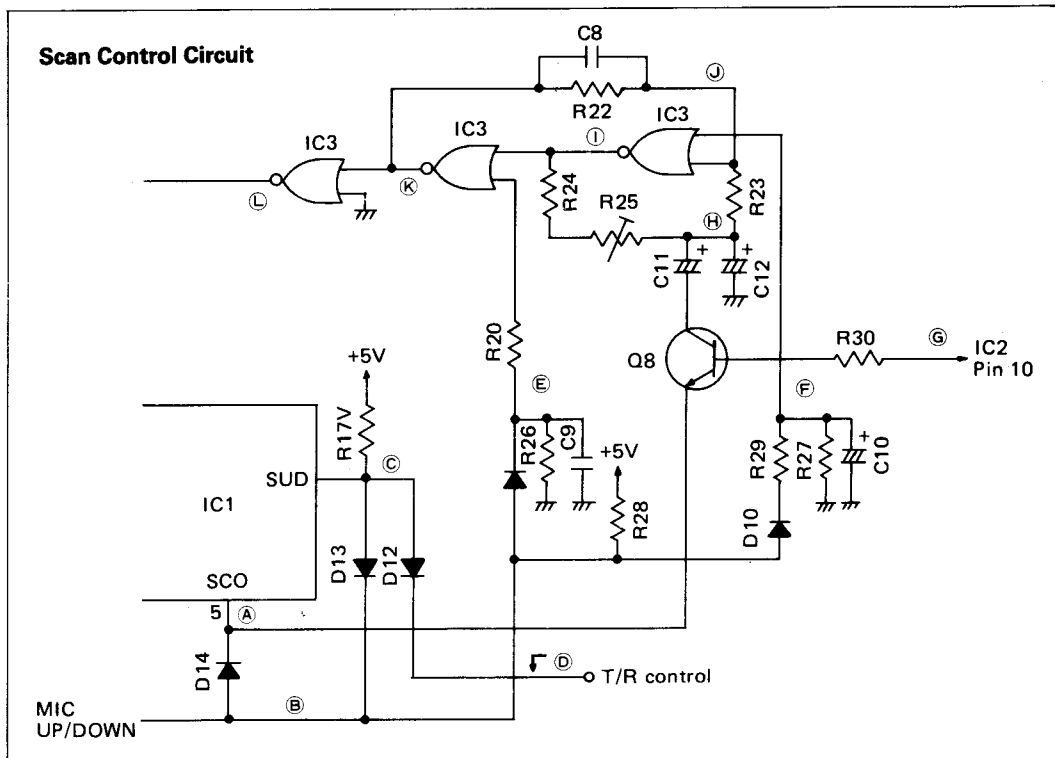 Scan Control Circuit
C8
Ⓙ
R22
IC3
IC3
IC3
Ⓘ
Ⓚ
Ⓛ
R24
R25
R23
Ⓗ
C11
+
+
C12
R20
Q8
R30
Ⓖ
IC2
Pin 10
+5V
R17V
Ⓔ
Ⓕ
R26
C9
+5V
R28
R29
R27
+
C10
Ⓒ
SUD
IC1
D13
D12
D10
SCO
5
Ⓐ
D14
Ⓓ
T/R control
MIC
UP/DOWN
Ⓑ